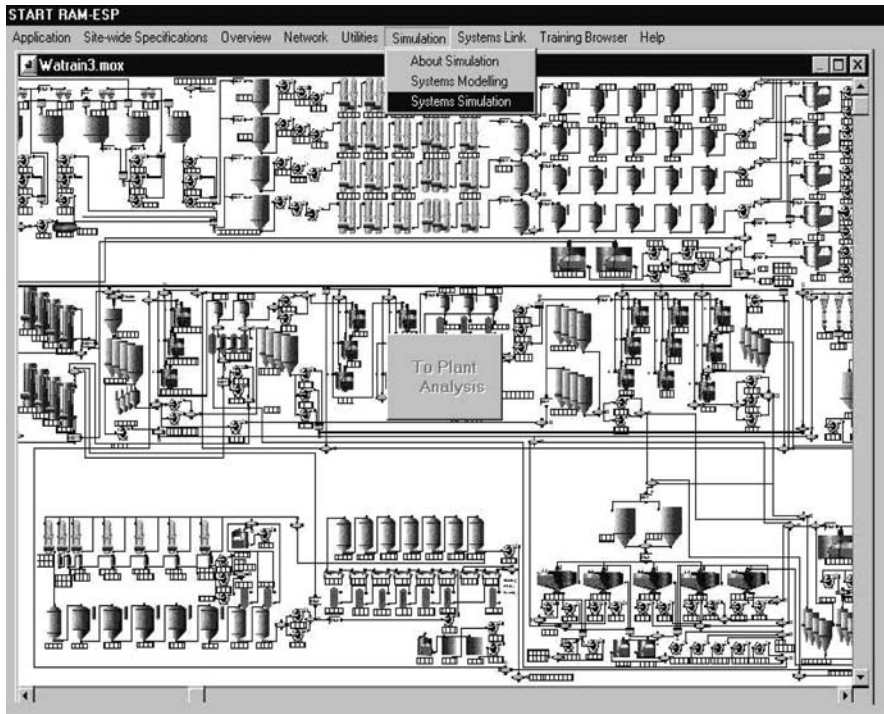 START RAM-ESP
Application Site-wide Specifications Overview Network Utilities Simulation Systems Link Training Browser Help
Watrain3.mox
About Simulation
Systems Modelling
Systems Simulation
To Plant
Analysis